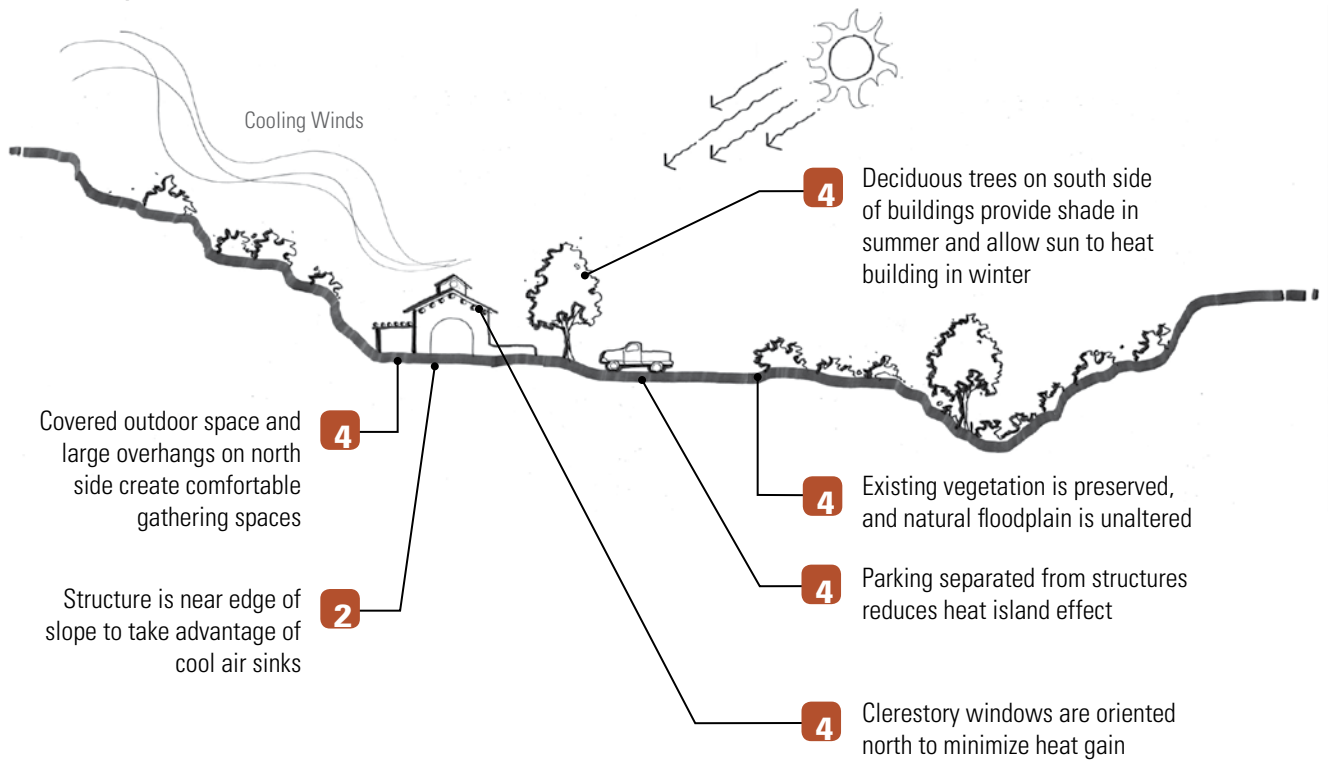 Cooling Winds
4
Deciduous trees on south side
of buildings provide shade in
summer and allow sun to heat
building in winter
4
Covered outdoor space and
large overhangs on north
side create comfortable
gathering spaces
4
Existing vegetation is preserved,
and natural floodplain is unaltered
4
Parking separated from structures
reduces heat island effect
2
Structure is near edge of
slope to take advantage of
cool air sinks
4
Clerestory windows are oriented
north to minimize heat gain